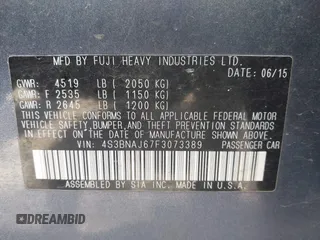 MFD BY FUJI HEAVY INDUSTRIES LTD.
DATE: 06/15
GVWR: 4519 LB ( 2050 KG)
GAWR: F 2535 LB ( 1150 KG)
GAWR: R 2645 LB ( 1200 KG)
THIS VEHICLE CONFORMS TO ALL APPLICABLE FEDERAL MOTOR
VEHICLE SAFETY, BUMPER, AND THEFT PREVENTION STANDARDS
IN EFFECT ON THE DATE OF MANUFACTURE SHOWN ABOVE.
VIN: 4S3BNAJ67F3073389 PASSENGER CAR
ASSEMBLED BY SIA INC. IN U.S.A.
DREAMBID